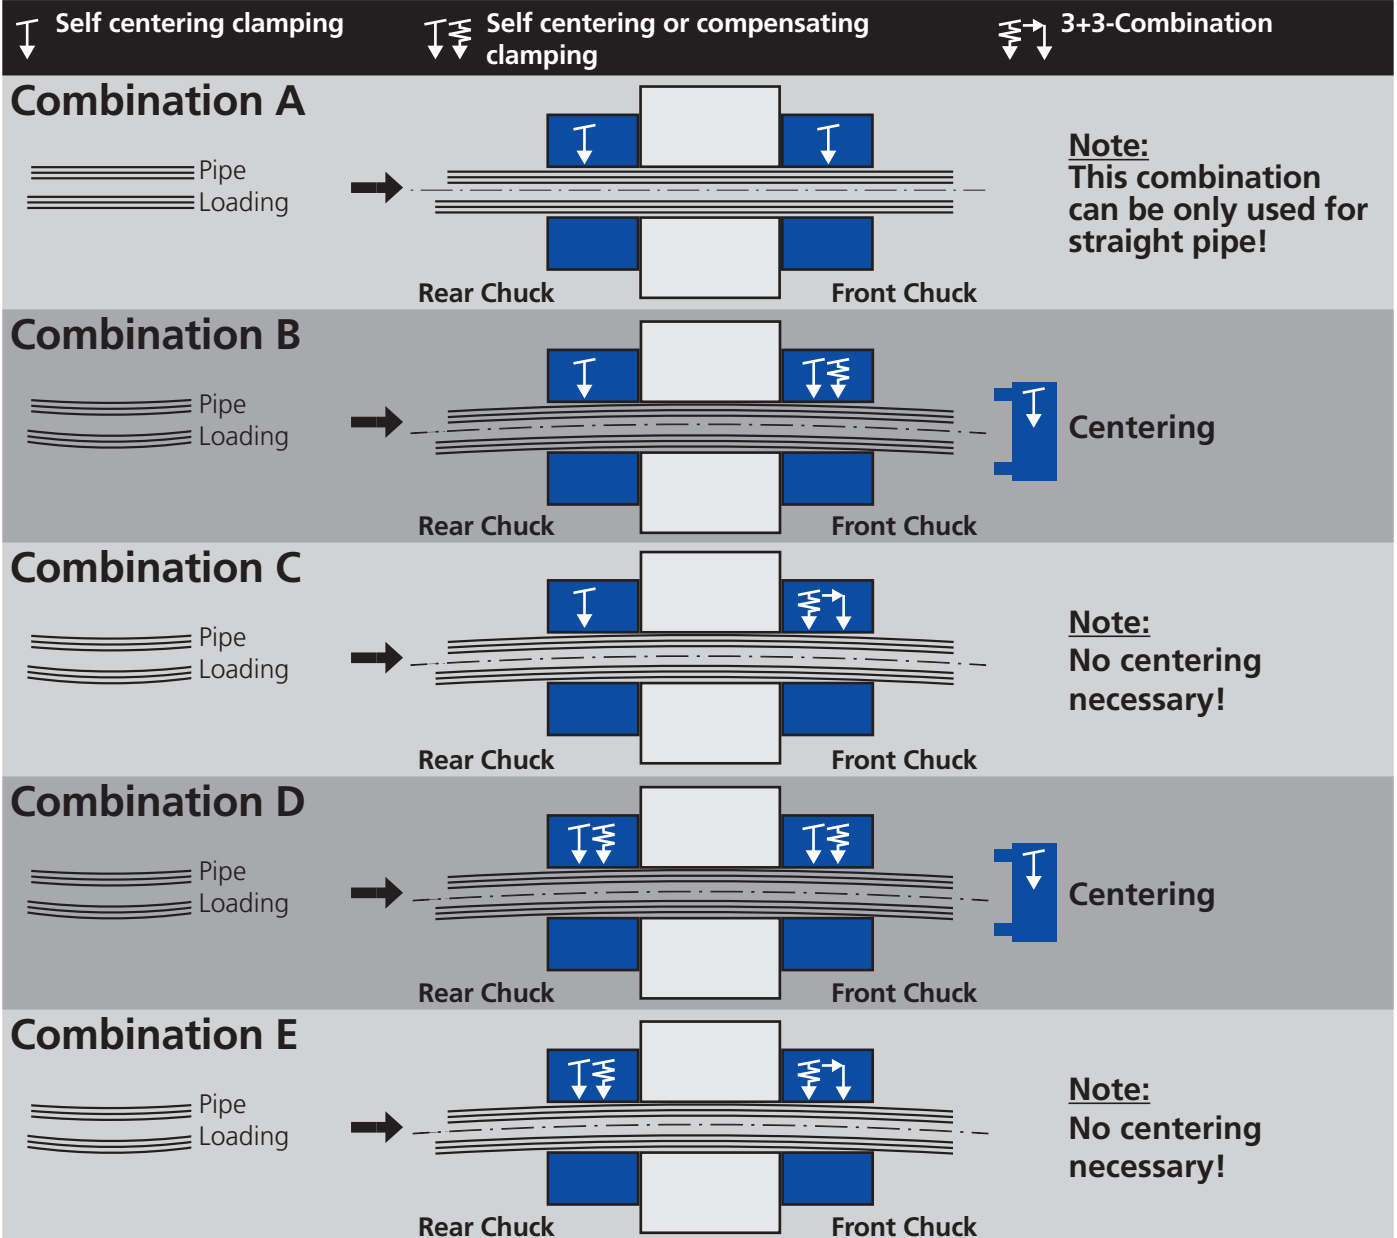 Self centering clamping
Self centering or compensating
clamping
3+3-Combination
Combination A
Pipe
Loading
Rear Chuck
Front Chuck
Note:
This combination
can be only used for
straight pipe!
Combination B
Pipe
Loading
Rear Chuck
Front Chuck
Centering
Combination C
Pipe
Loading
Rear Chuck
Front Chuck
Note:
No centering
necessary!
Combination D
Pipe
Loading
Rear Chuck
Front Chuck
Centering
Combination E
Pipe
Loading
Rear Chuck
Front Chuck
Note:
No centering
necessary!